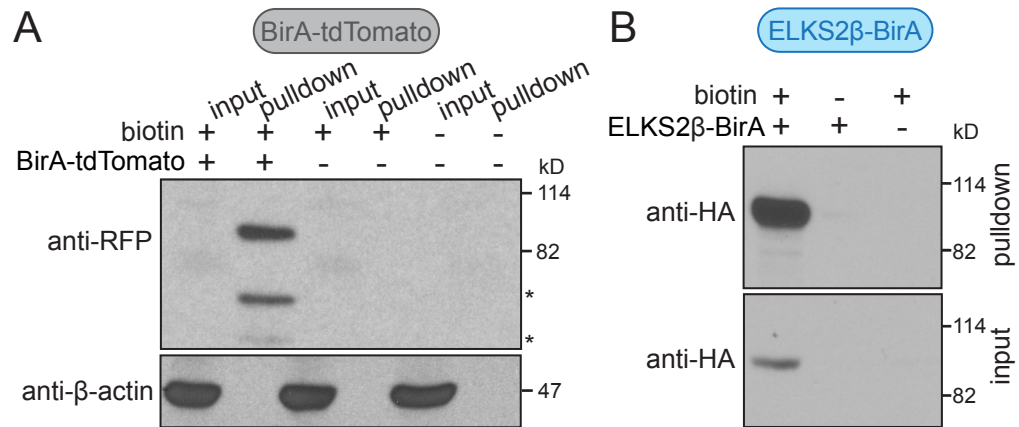 A
BirA-tdTomato
input pulldown input pulldown input pulldown
biotin + + + + - -
BirA-tdTomato + + - - - -
kD
114
anti-RFP
82
*
*
anti-β-actin
47
B
ELKS2β-BirA
biotin + - +
ELKS2β-BirA + + -
kD
114
anti-HA
82
pulldown
114
anti-HA
82
input